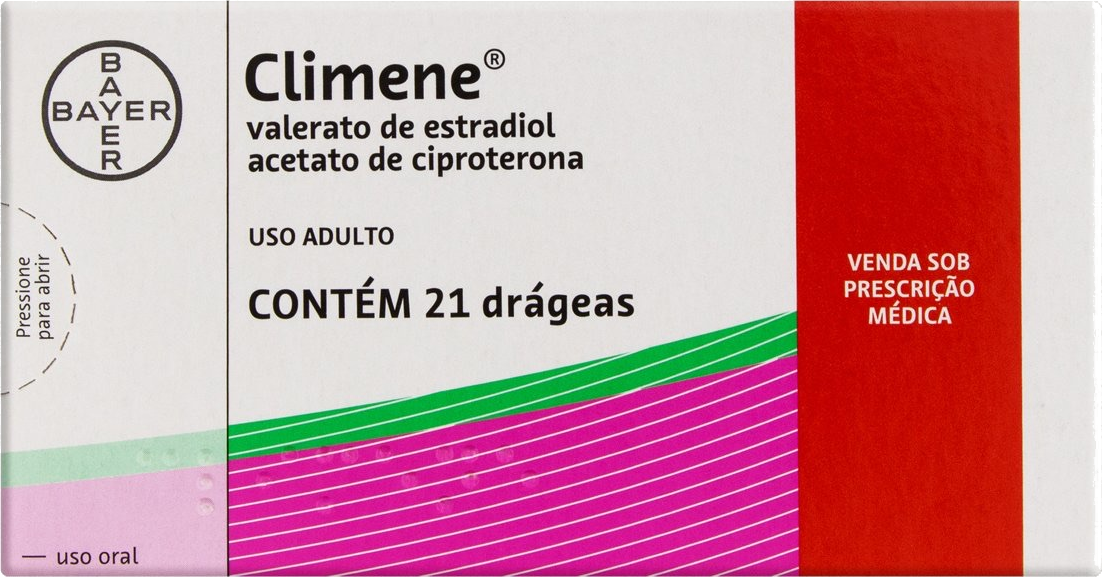 BAYER
BAYER
Climene®
valerato de estradiol
acetato de ciproterona
USO ADULTO
CONTÉM 21 drágeas
Pressione
para abrir
VENDA SOB
PRESCRIÇÃO
MÉDICA
— uso oral